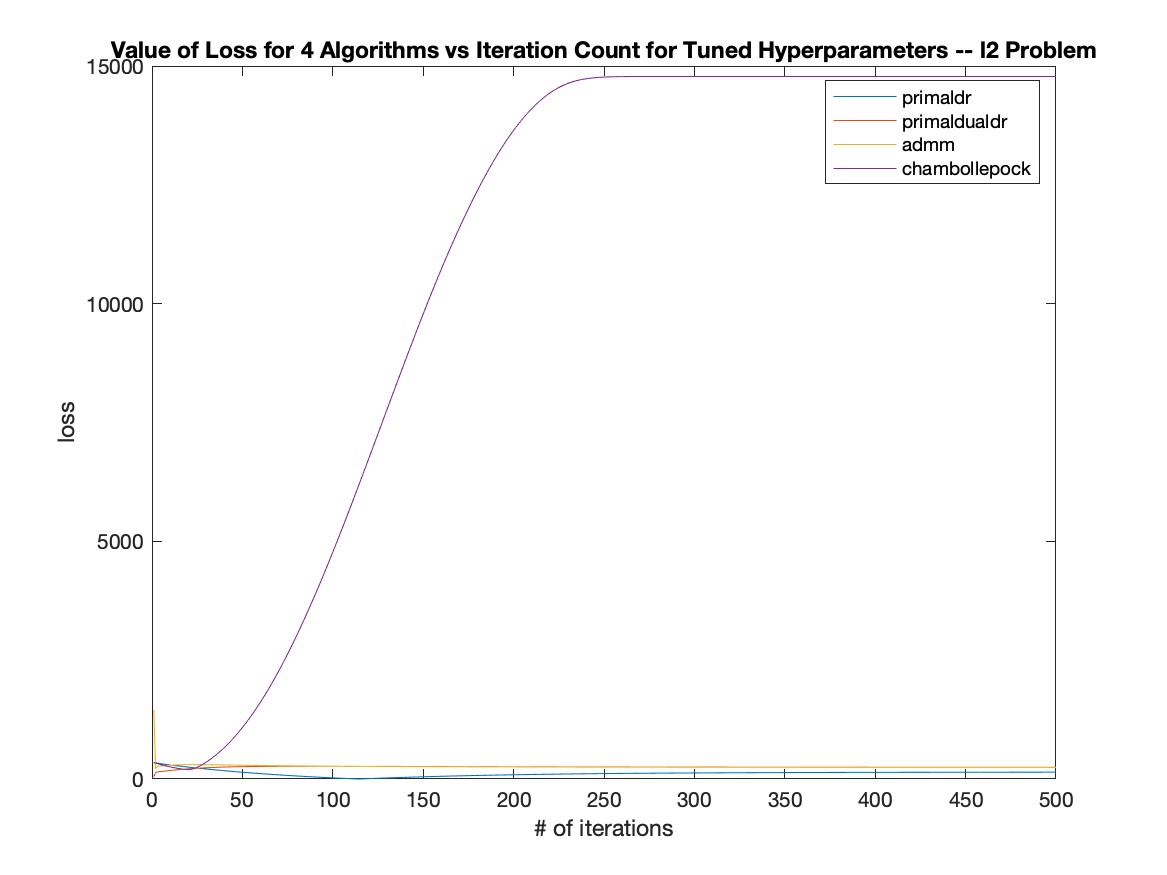 Value of Loss for 4 Algorithms vs Iteration Count for Tuned Hyperparameters -- l2 Problem
15000
10000
5000
0
loss
primaldr
primaldualdr
admm
chambollepock
0 50 100 150 200 250 300 350 400 450 500
# of iterations